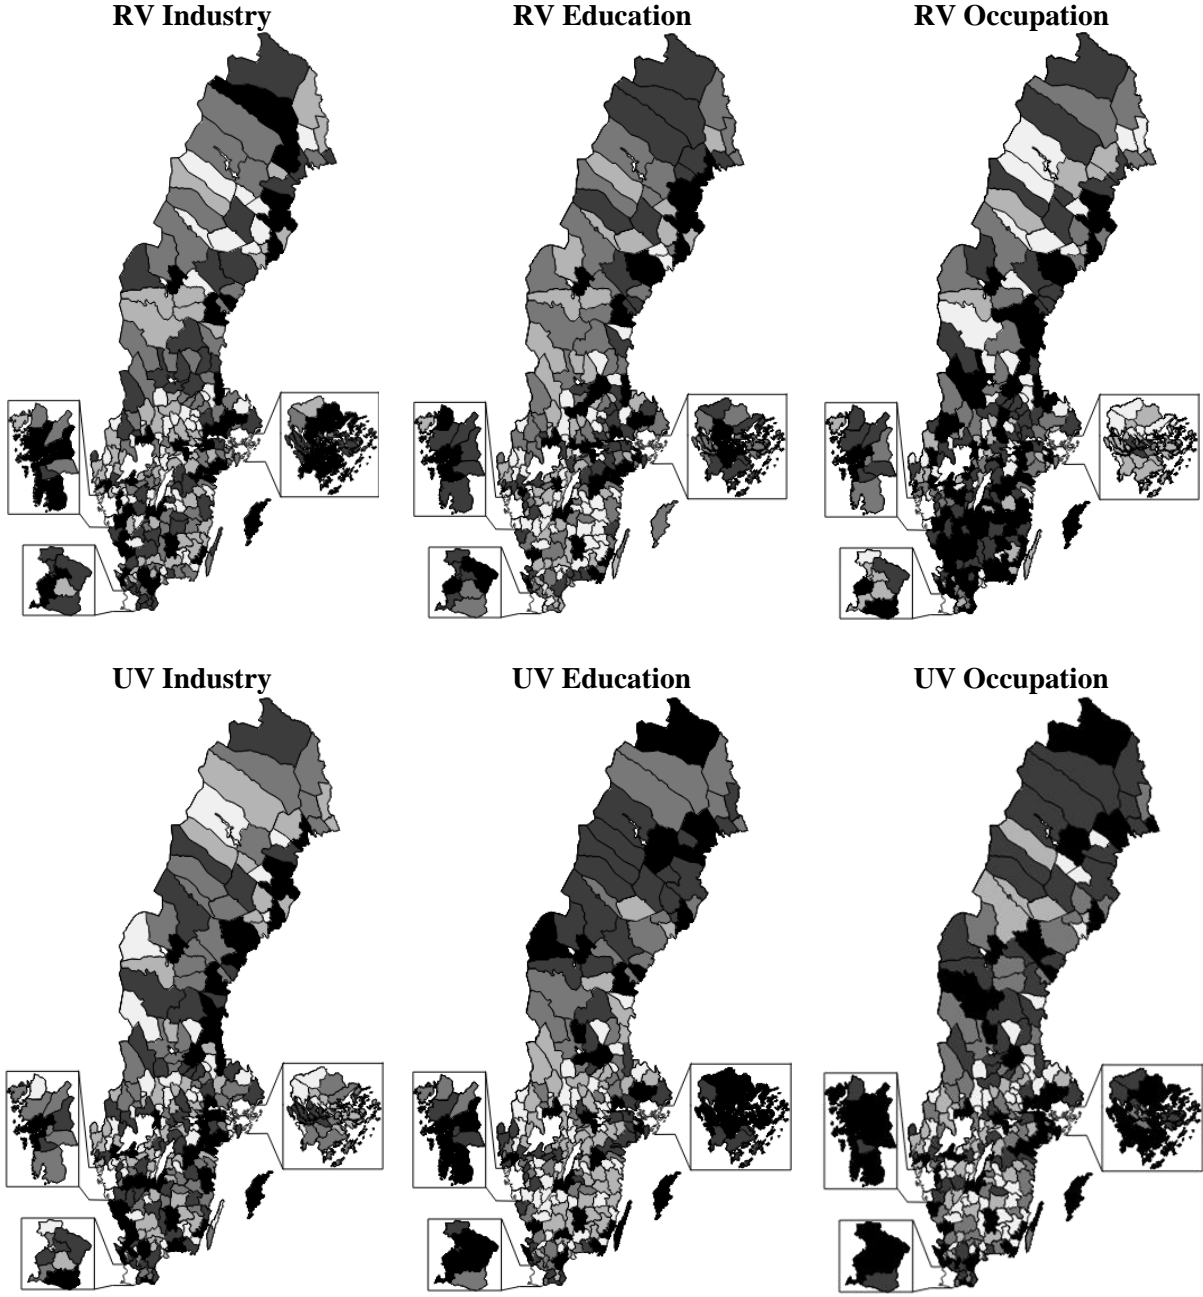 RV Industry
RV Education
RV Occupation
UV Industry
UV Education
UV Occupation